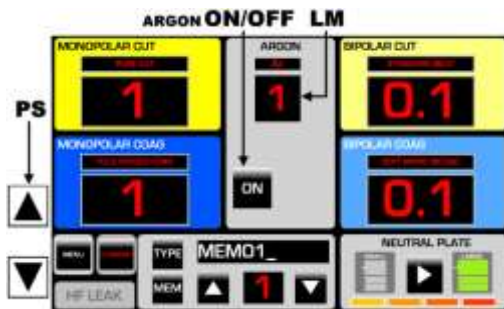 ARGON ON/OFF LM
PS
MONOPOLAR CUT
1
ARGON
1
BIPOLAR CUT
0.1
MONOPOLAR COAG
1
ON
BIPOLAR COAG
0.1
MENU
TYPE
MEMO1_
MEM
1
HF LEAK
NEUTRAL PLATE